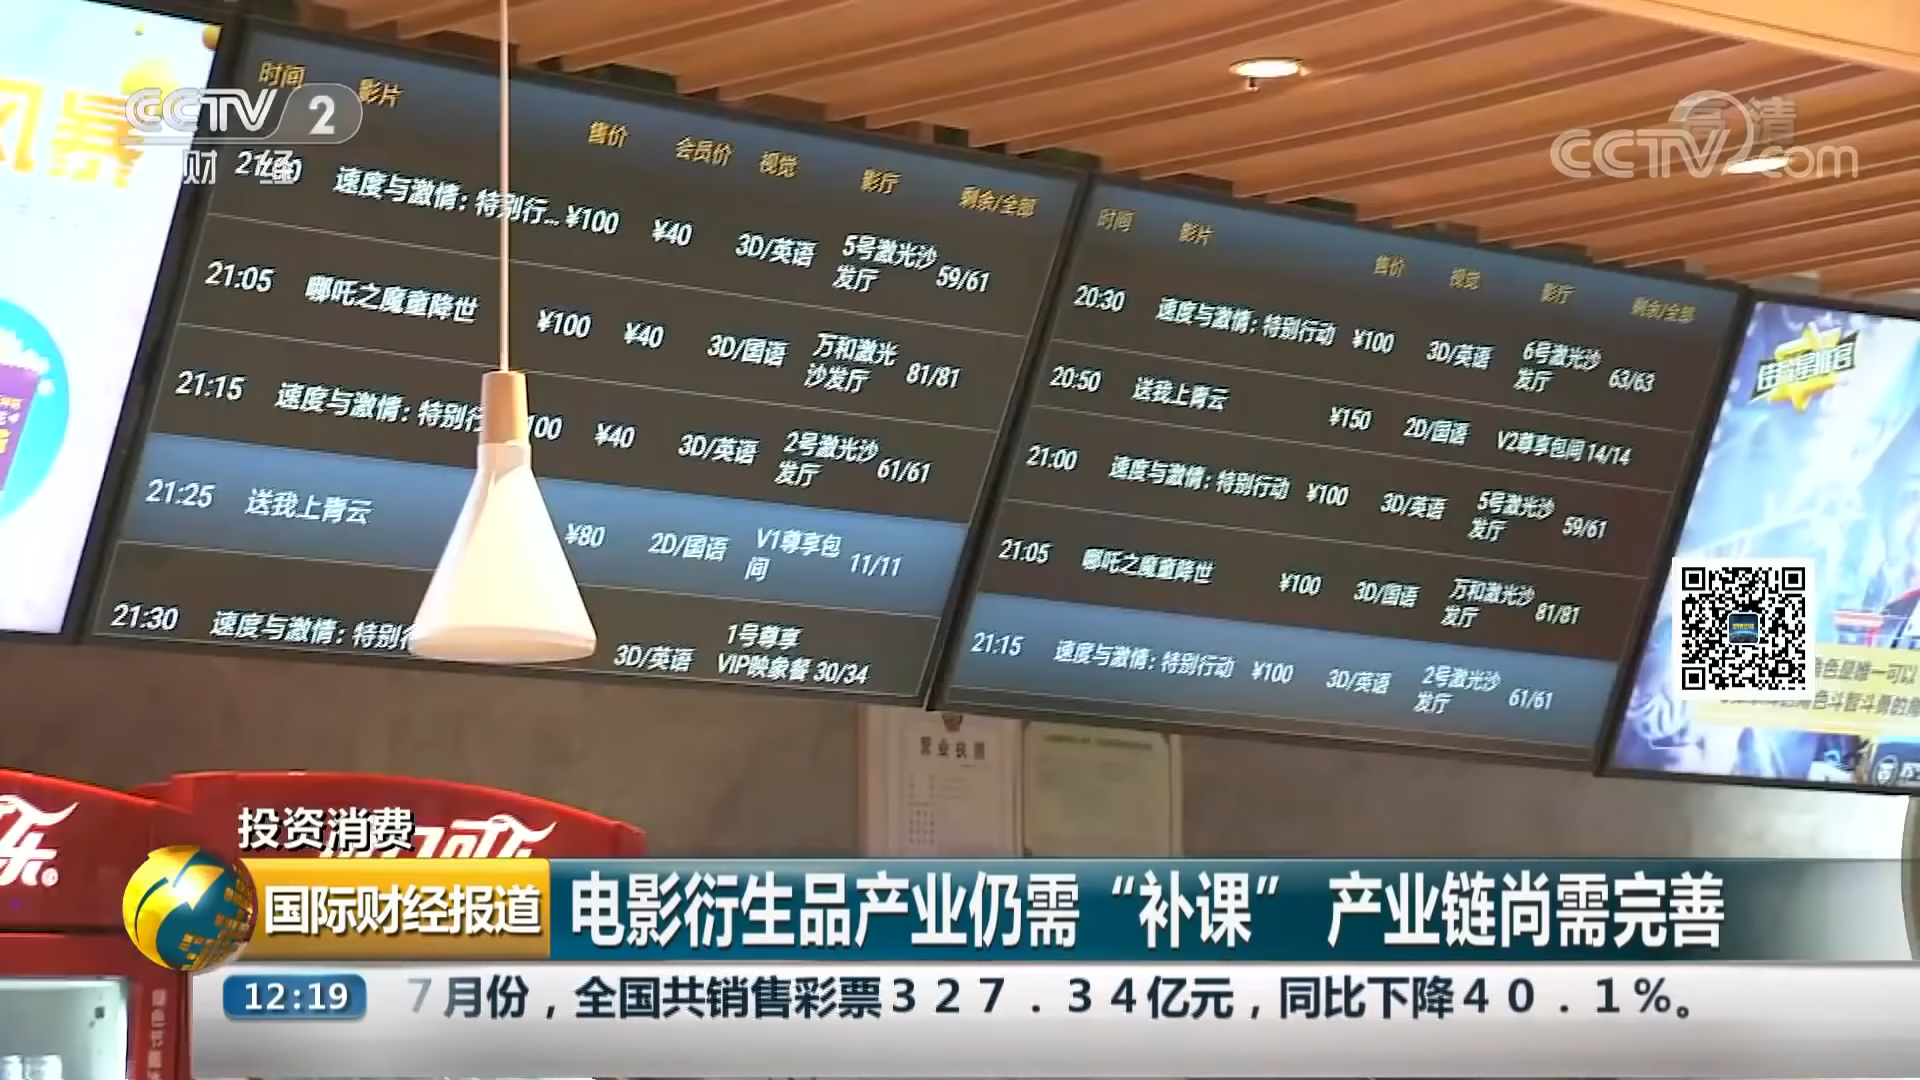 CCTV 2
财经
高清
CCTV.com
时间 影片 售价 会员价 视觉 影厅 剩余/全部
速度与激情：特别行... ¥100 ¥40 3D/英语 5号激光沙发厅 59/61
21:05 哪吒之魔童降世 ¥100 ¥40 3D/国语 万和激光沙发厅 81/81
21:15 速度与激情：特别行 100 ¥40 3D/英语 2号激光沙发厅 61/61
21:25 送我上青云 ¥80 2D/国语 V1尊享包间 11/11
21:30 速度与激情：特别行 3D/英语 1号尊享VIP映象餐 30/34
时间 影片 售价 视觉 影厅 剩余/全部
20:30 速度与激情：特别行动 ¥100 3D/英语 6号激光沙发厅 63/63
20:50 送我上青云 ¥150 2D/国语 V2尊享包间 14/14
21:00 速度与激情：特别行动 ¥100 3D/英语 5号激光沙发厅 59/61
21:05 哪吒之魔童降世 ¥100 3D/国语 万和激光沙发厅 81/81
21:15 速度与激情：特别行动 ¥100 3D/英语 2号激光沙发厅 61/61
角色是唯一可以
营业执照
投资消费
国际财经报道
电影衍生品产业仍需“补课” 产业链尚需完善
12:19 7月份，全国共销售彩票327.34亿元，同比下降40.1%。